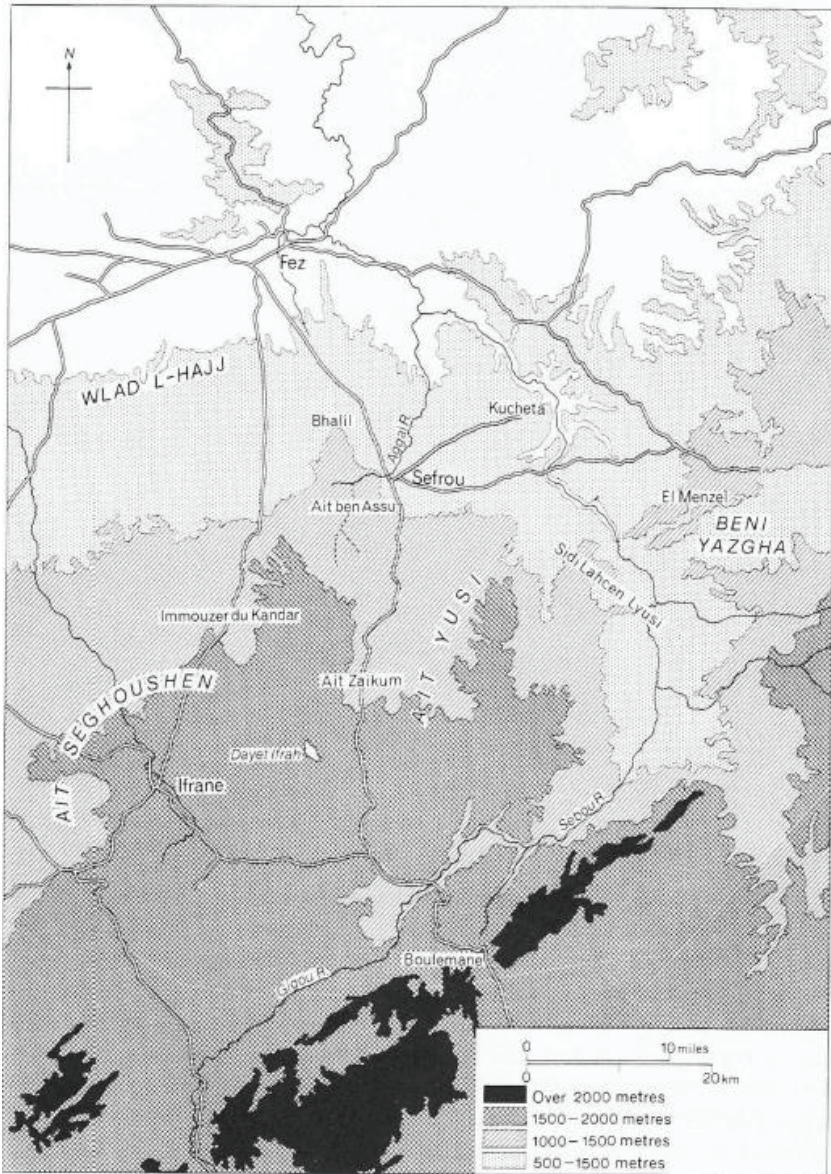 N
Fez
WLAD L-HAJJ
Kucheta
Bhalil
Aggai R.
Sefrou
El Menzel
Ait ben Assu
BENI
YAZGHA
Sidi Lahcen Lyusi
AIT YUSI
Immouzer du Kandar
Ait Zaikum
AIT SEGHOUSHEN
Dayet Ifrah
Ifrane
Sebou R.
Boulemane
Gigou R.
0 10 miles
0 20 km
Over 2000 metres
1500–2000 metres
1000–1500 metres
500–1500 metres